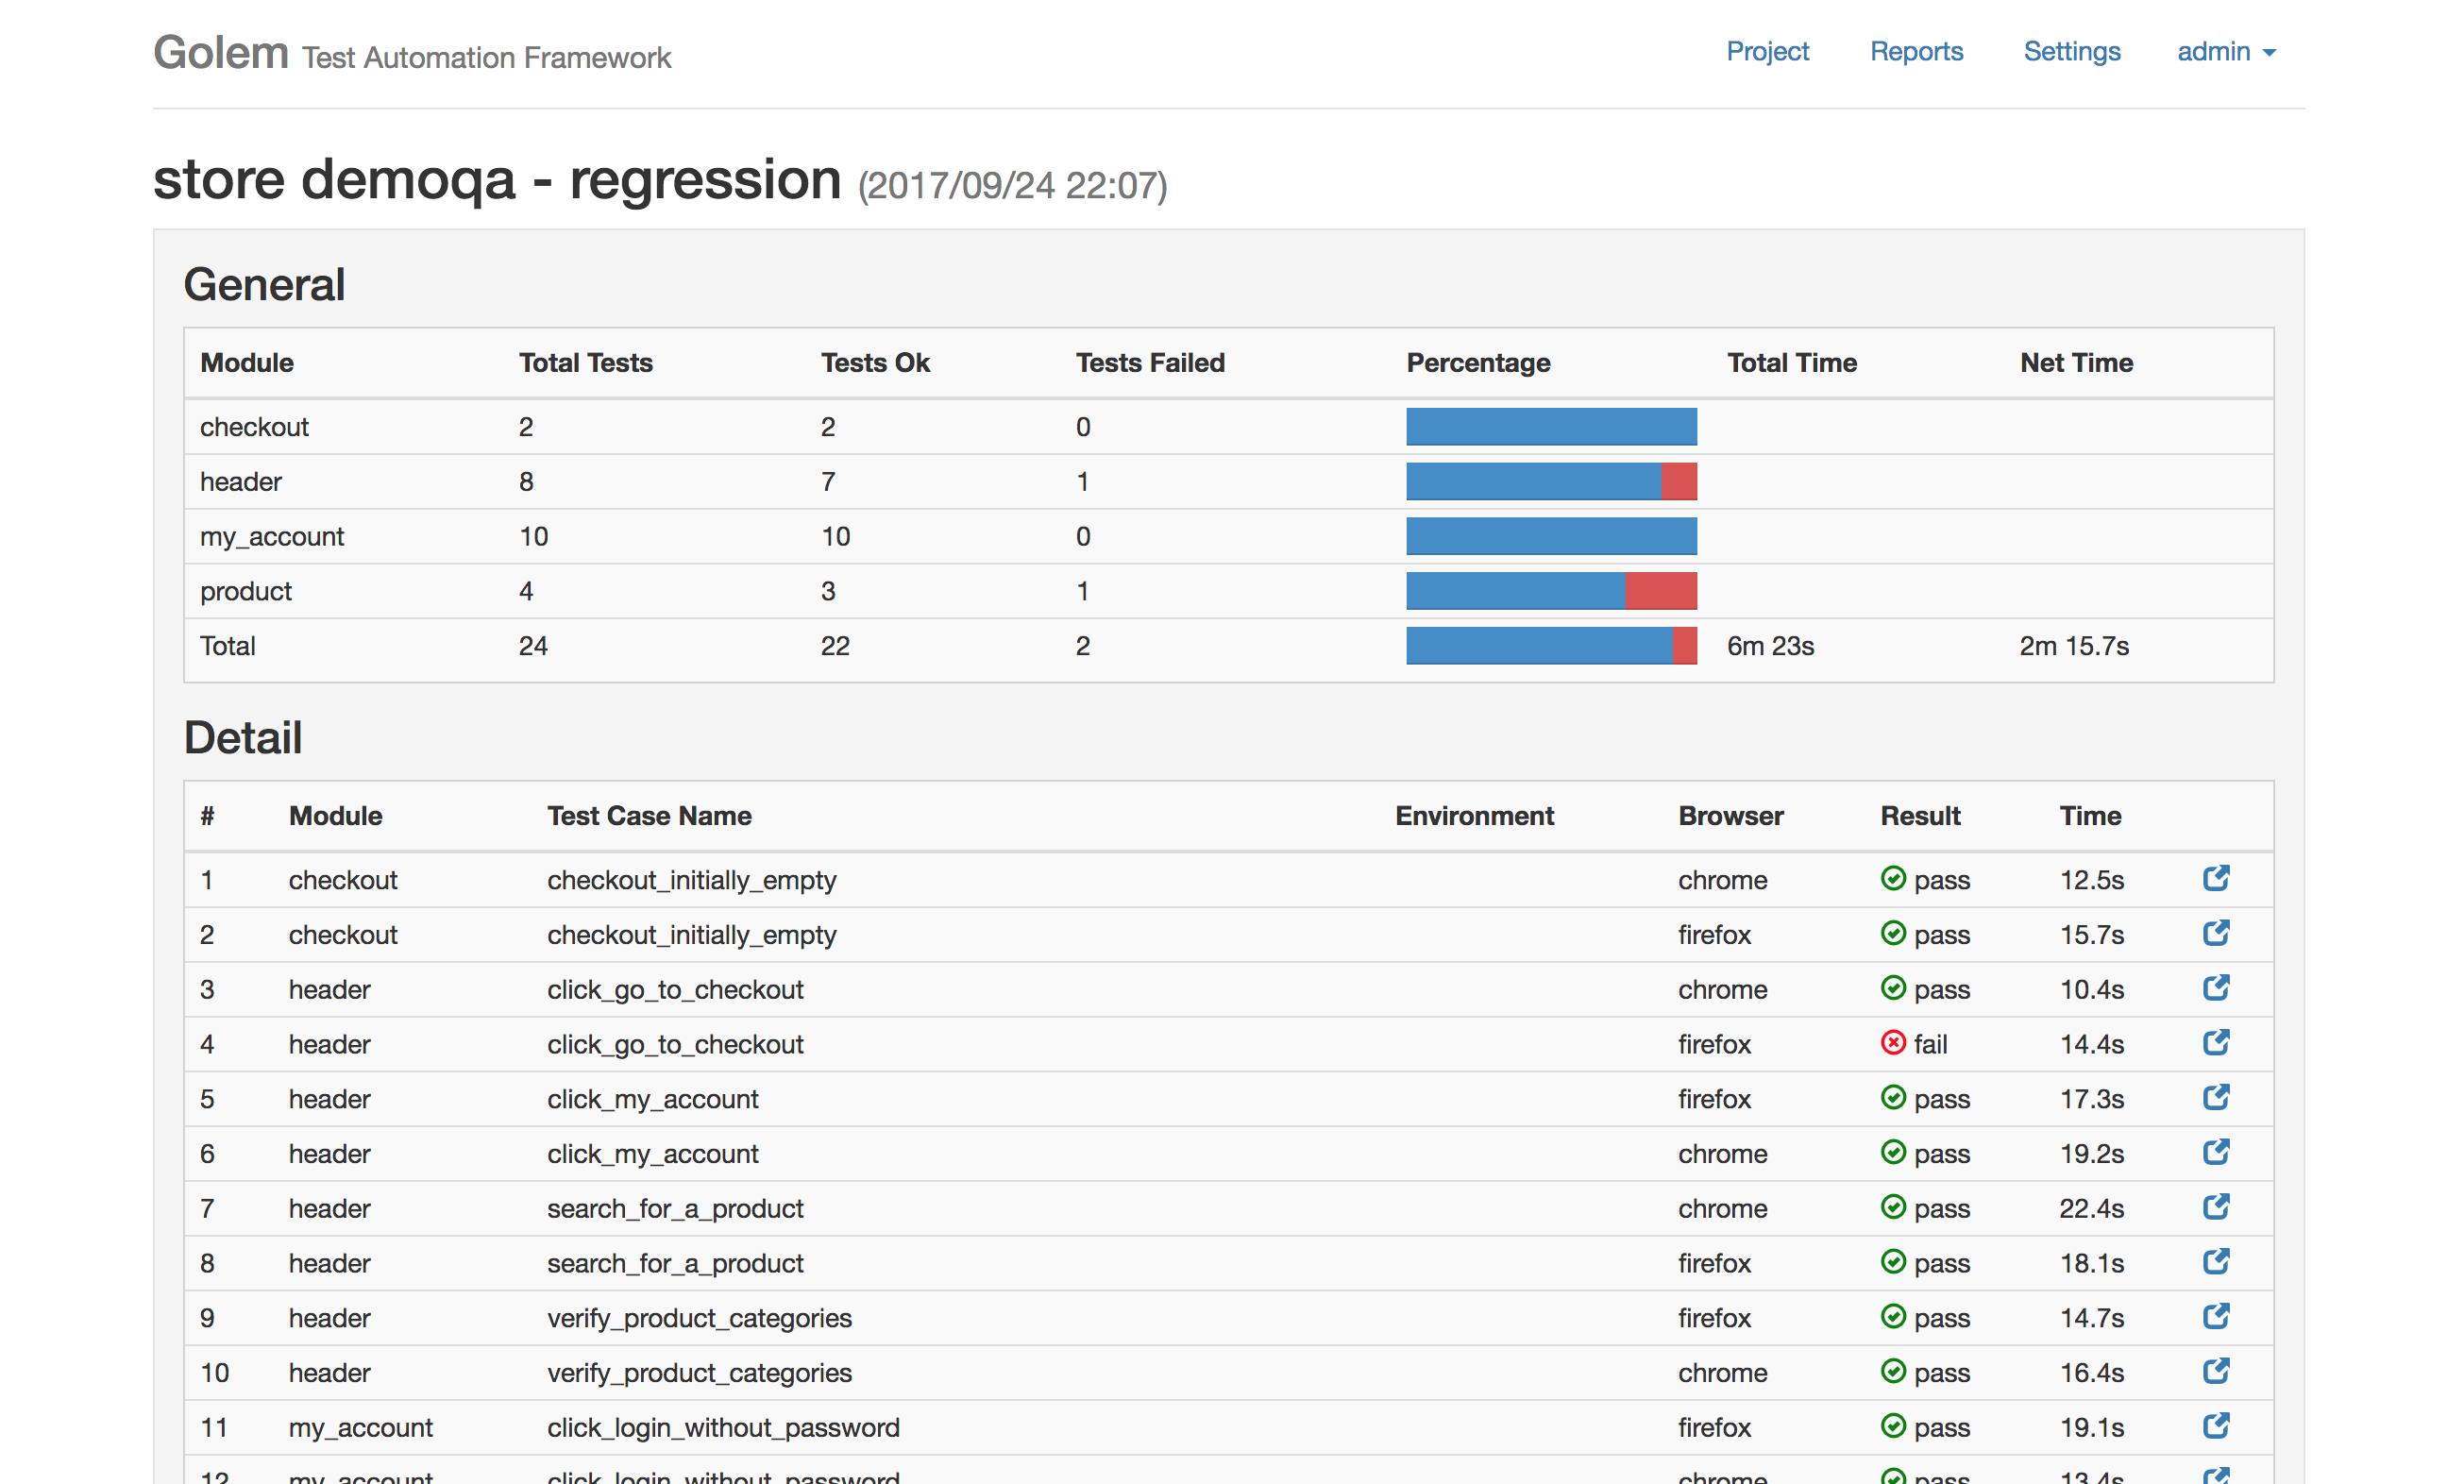 Golem Test Automation Framework Project Reports Settings admin
store demoqa - regression (2017/09/24 22:07)
General
Module Total Tests Tests Ok Tests Failed Percentage Total Time Net Time
checkout 2 2 0
header 8 7 1
my_account 10 10 0
product 4 3 1
Total 24 22 2 6m 23s 2m 15.7s
Detail
# Module Test Case Name Environment Browser Result Time
1 checkout checkout_initially_empty chrome pass 12.5s
2 checkout checkout_initially_empty firefox pass 15.7s
3 header click_go_to_checkout chrome pass 10.4s
4 header click_go_to_checkout firefox fail 14.4s
5 header click_my_account firefox pass 17.3s
6 header click_my_account chrome pass 19.2s
7 header search_for_a_product chrome pass 22.4s
8 header search_for_a_product firefox pass 18.1s
9 header verify_product_categories firefox pass 14.7s
10 header verify_product_categories chrome pass 16.4s
11 my_account click_login_without_password firefox pass 19.1s
12 my_account click_login_without_password chrome pass 13.4s